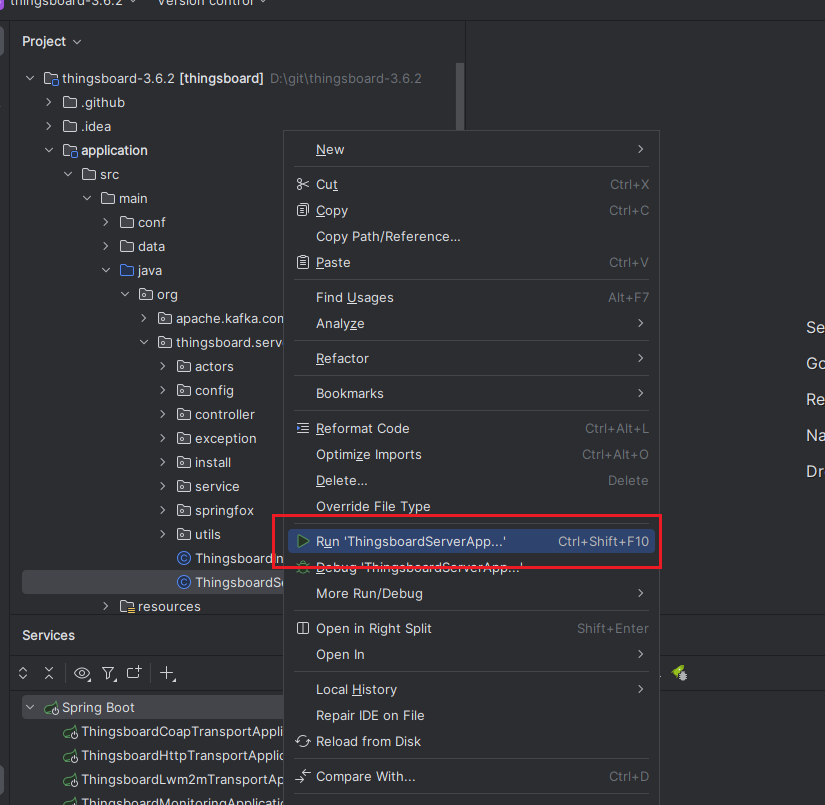 thingsboard-3.6.2
Version control
Project
thingsboard-3.6.2 [thingsboard] D:\git\thingsboard-3.6.2
.github
.idea
application
src
main
conf
data
java
org
apache.kafka.com
thingsboard.serv
actors
config
controller
exception
install
service
springfox
utils
ThingsboardIn
ThingsboardSe
resources
New
Cut Ctrl+X
Copy Ctrl+C
Copy Path/Reference...
Paste Ctrl+V
Find Usages Alt+F7
Analyze
Refactor
Bookmarks
Reformat Code Ctrl+Alt+L
Optimize Imports Ctrl+Alt+O
Delete... Delete
Override File Type
Run 'ThingsboardServerApp...' Ctrl+Shift+F10
Debug 'ThingsboardServerApp...'
More Run/Debug
Open in Right Split Shift+Enter
Open In
Local History
Repair IDE on File
Reload from Disk
Compare With... Ctrl+D
Se
Go
Re
Na
Dr
Services
Spring Boot
ThingsboardCoapTransportAppli
ThingsboardHttpTransportApplic
ThingsboardLwm2mTransportAp
ThingsboardMonitoringApplicatio